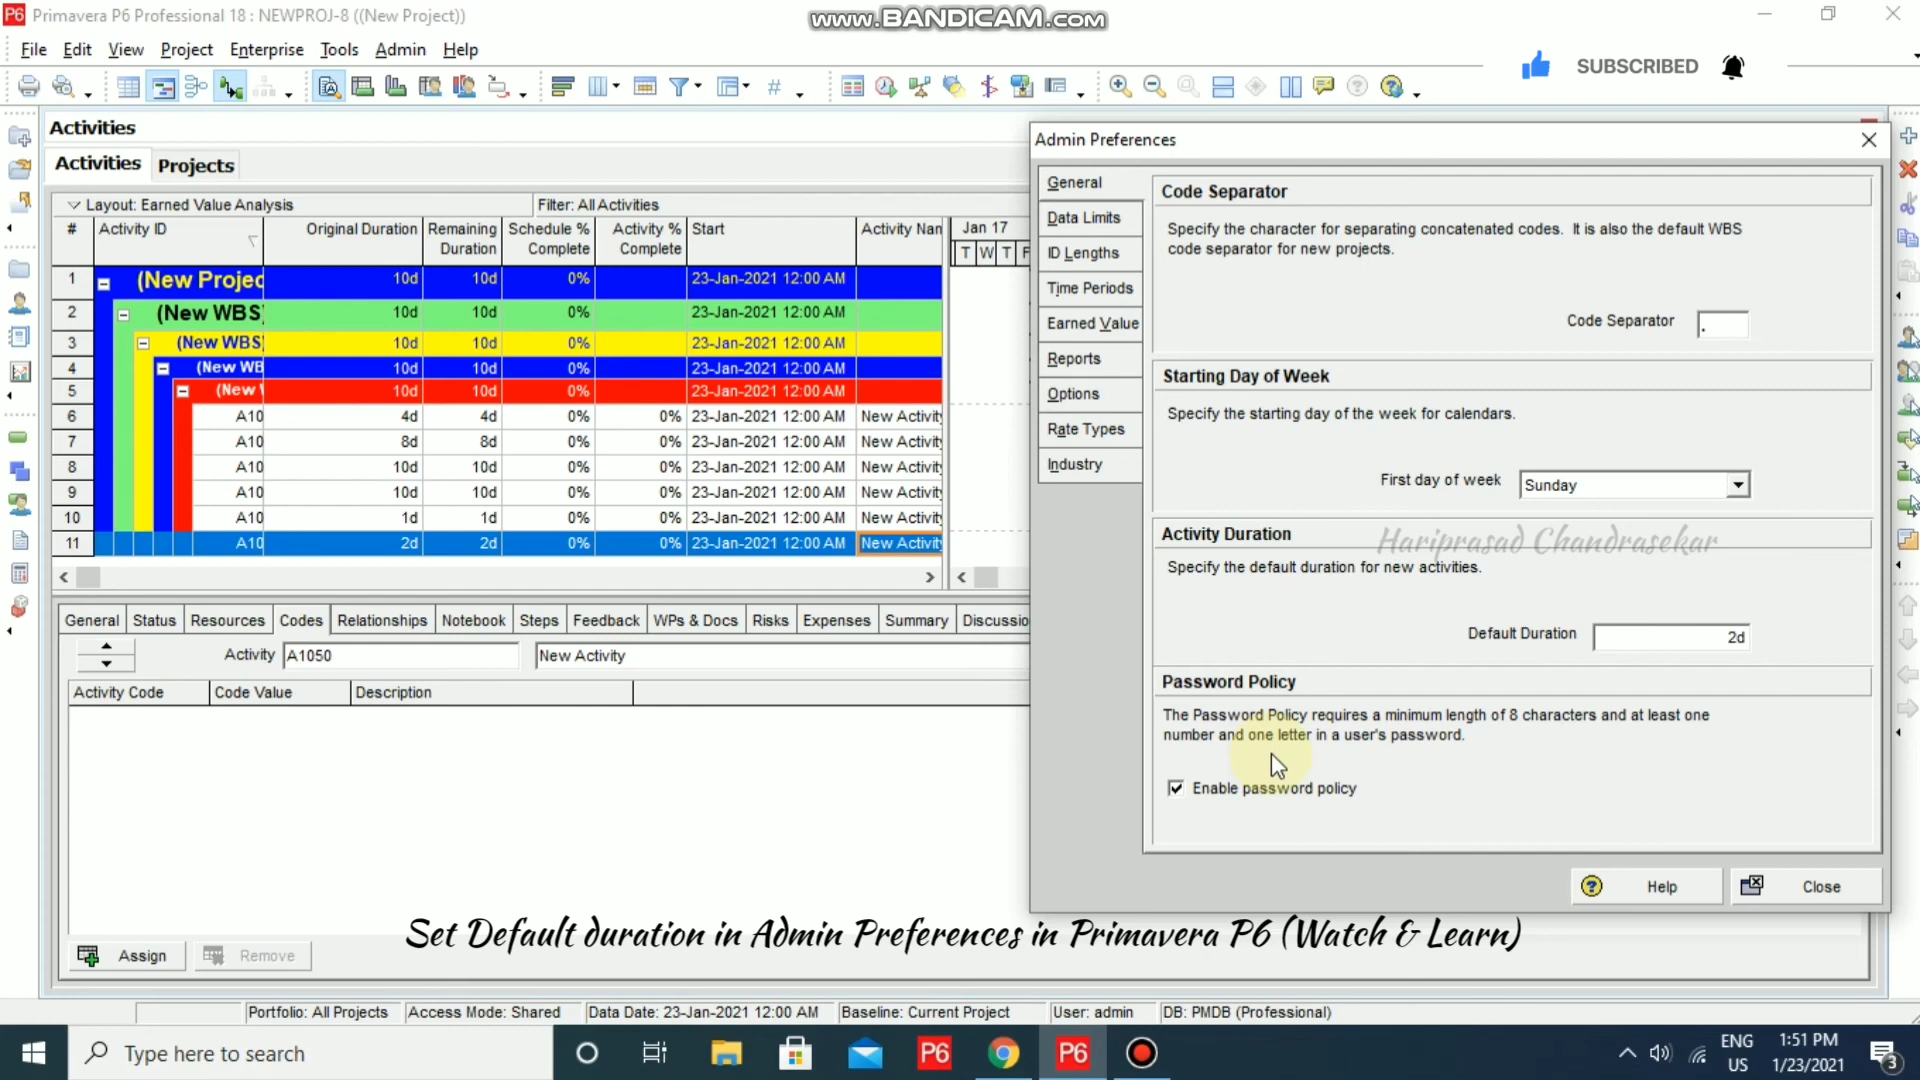 Primavera P6 Professional 18 : NEWPROJ-8 ((New Project))
www.BANDICAM.com
File Edit View Project Enterprise Tools Admin Help
SUBSCRIBED
Activities
Activities Projects
Layout: Earned Value Analysis Filter: All Activities
# Activity ID Original Duration Remaining Duration Schedule % Complete Activity % Complete Start Activity Nan Jan 17
T W T F
1 (New Projec 10d 10d 0% 23-Jan-2021 12:00 AM
2 (New WBS) 10d 10d 0% 23-Jan-2021 12:00 AM
3 (New WBS) 10d 10d 0% 23-Jan-2021 12:00 AM
4 (New WB 10d 10d 0% 23-Jan-2021 12:00 AM
5 (New W 10d 10d 0% 23-Jan-2021 12:00 AM
6 A10 4d 4d 0% 0% 23-Jan-2021 12:00 AM New Activity
7 A10 8d 8d 0% 0% 23-Jan-2021 12:00 AM New Activity
8 A10 10d 10d 0% 0% 23-Jan-2021 12:00 AM New Activity
9 A10 10d 10d 0% 0% 23-Jan-2021 12:00 AM New Activity
10 A10 1d 1d 0% 0% 23-Jan-2021 12:00 AM New Activity
11 A10 2d 2d 0% 0% 23-Jan-2021 12:00 AM New Activity
General Status Resources Codes Relationships Notebook Steps Feedback WPs & Docs Risks Expenses Summary Discussio
Activity A1050 New Activity
Activity Code Code Value Description
Assign Remove
Admin Preferences
General
Data Limits
ID Lengths
Time Periods
Earned Value
Reports
Options
Rate Types
Industry
Code Separator
Specify the character for separating concatenated codes. It is also the default WBS
code separator for new projects.
Code Separator .
Starting Day of Week
Specify the starting day of the week for calendars.
First day of week Sunday
Activity Duration
Hariprasad Chandrasekar
Specify the default duration for new activities.
Default Duration 2d
Password Policy
The Password Policy requires a minimum length of 8 characters and at least one
number and one letter in a user's password.
Enable password policy
Help Close
Set Default duration in Admin Preferences in Primavera P6 (Watch & Learn)
Portfolio: All Projects Access Mode: Shared Data Date: 23-Jan-2021 12:00 AM Baseline: Current Project User: admin DB: PMDB (Professional)
Type here to search
P6 P6
ENG
US
1:51 PM
1/23/2021
3